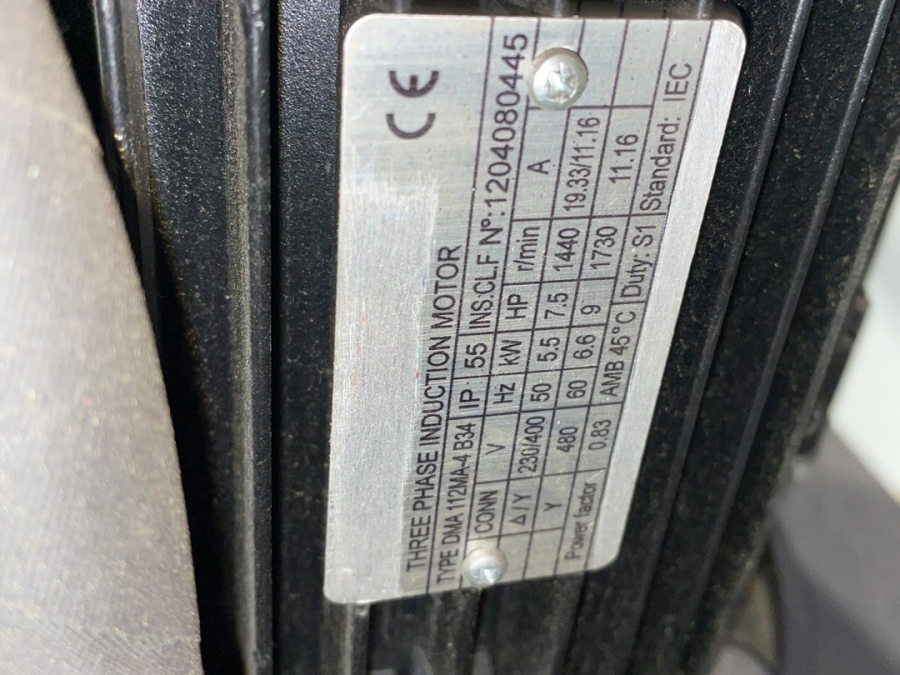 CE
THREE PHASE INDUCTION MOTOR
TYPE DMA 112MA-4 B34 IP 55 INS:CL.F Nº:1204080445
CONN V Hz kW HP r/min A
Δ/Y 230/400 50 5.5 7.5 1440 19.33/11.16
Y 480 60 6.6 9 1730 11.16
Power factor 0.83 AMB 45°C Duty: S1 Standard: IEC